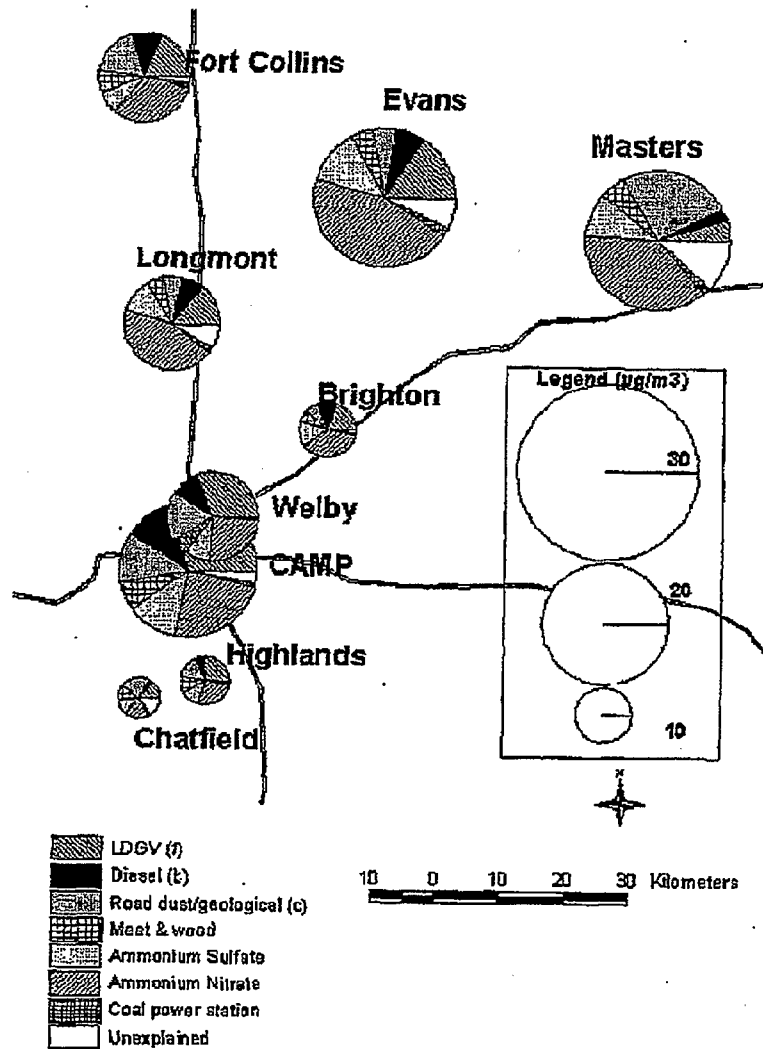 Fort Collins
Evans
Masters
Longmont
Brighton
Legend (µg/m3)
30
Welby
CAMP
20
Highlands
Chatfield
10
N
LDGV (f)
Diesel (b)
Road dust/geological (c)
Meat & wood
Ammonium Sulfate
Ammonium Nitrate
Coal power station
Unexplained
10 0 10 20 30 Kilometers